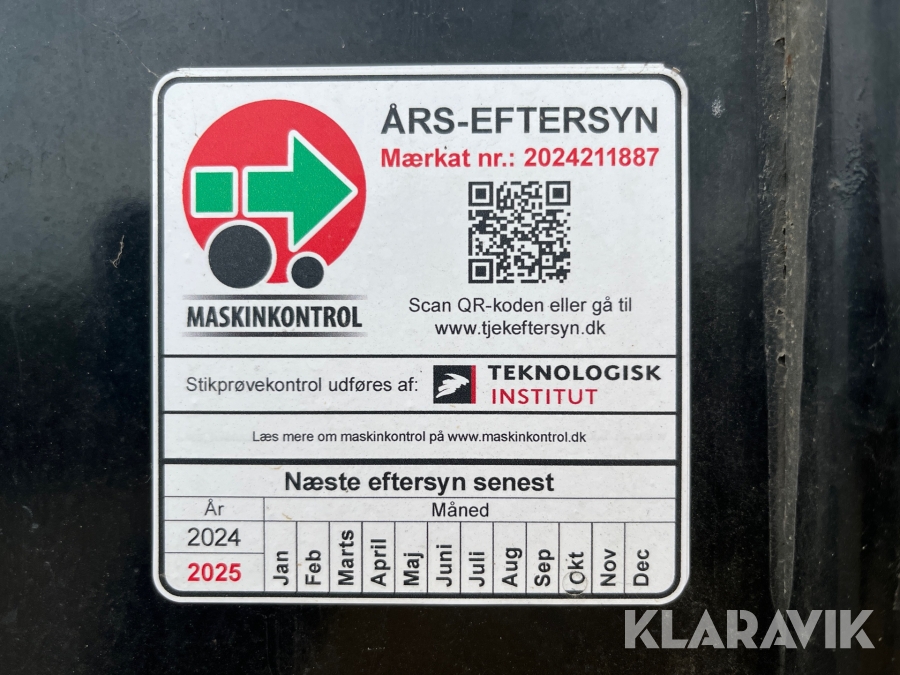 ÅRS-EFTERSYN
Mærkat nr.: 2024211887
MASKINKONTROL
Scan QR-koden eller gå til
www.tjekeftersyn.dk
Stikprøvekontrol udføres af: TEKNOLOGISK
INSTITUT
Læs mere om maskinkontrol på www.maskinkontrol.dk
Næste eftersyn senest
År Måned
2024
2025 Jan Feb Marts April Maj Juni Juli Aug Sep Okt Nov Dec
KLARAVIK